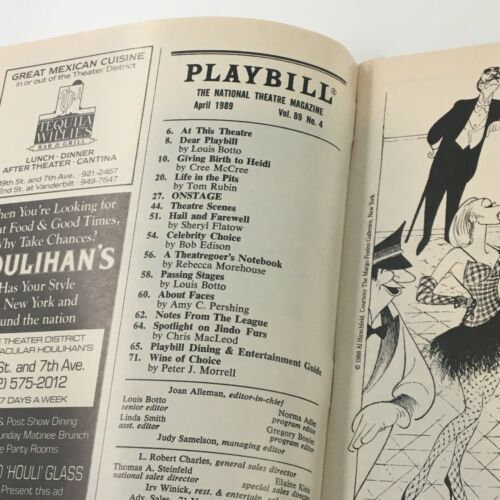 GREAT MEXICAN CUISINE
in or out of the Theater District
TEQUILA
WILLIES
BAR & GRILL
LUNCH · DINNER
AFTER THEATER · CANTINA
49th St. and 7th Ave. · 921-2467
2nd St. at Vanderbilt · 949-7647
When You're Looking for
at Food & Good Times,
Why Take Chances?
OULIHAN'S
Has Your Style
New York and
und the nation
THEATER DISTRICT
ACULAR HOULIHAN'S
St. and 7th Ave.
2) 575-2012
7 DAYS A WEEK
& Post Show Dining
unday Matinee Brunch
he Pane Rooms
O 'HOULI' GLASS
Present this ad
PLAYBILL®
THE NATIONAL THEATRE MAGAZINE
April 1989 Vol. 89 No. 4
6. At This Theatre
8. Dear Playbill
by Louis Botto
10. Giving Birth to Heidi
by Cree McCree
20. Life in the Pits
by Tom Rubin
27. ONSTAGE
44. Theatre Scenes
51. Hail and Farewell
by Sheryl Flatow
54. Celebrity Choice
by Bob Edison
56. A Theatregoer's Notebook
by Rebecca Morehouse
58. Passing Stages
by Louis Botto
60. About Faces
by Amy C. Pershing
62. Notes From The League
64. Spotlight on Jindo Furs
by Chris MacLeod
65. Playbill Dining & Entertainment Guide
71. Wine of Choice
by Peter J. Morrell
Joan Alleman, editor-in-chief
Louis Botto
senior editor
Norma Adler
program editor
Linda Smith
asst. editor
Gregory Bonler
program editor
Judy Samelson, managing editor
L. Robert Charles, general sales director
Thomas A. Steinfeld
national sales director
Elaine
special sales director
Irv Winick, rest. & entertain. sales
Adv. Sales
© 1988 Al Hirschfeld. Courtesy The Margo Feiden Galleries, New York